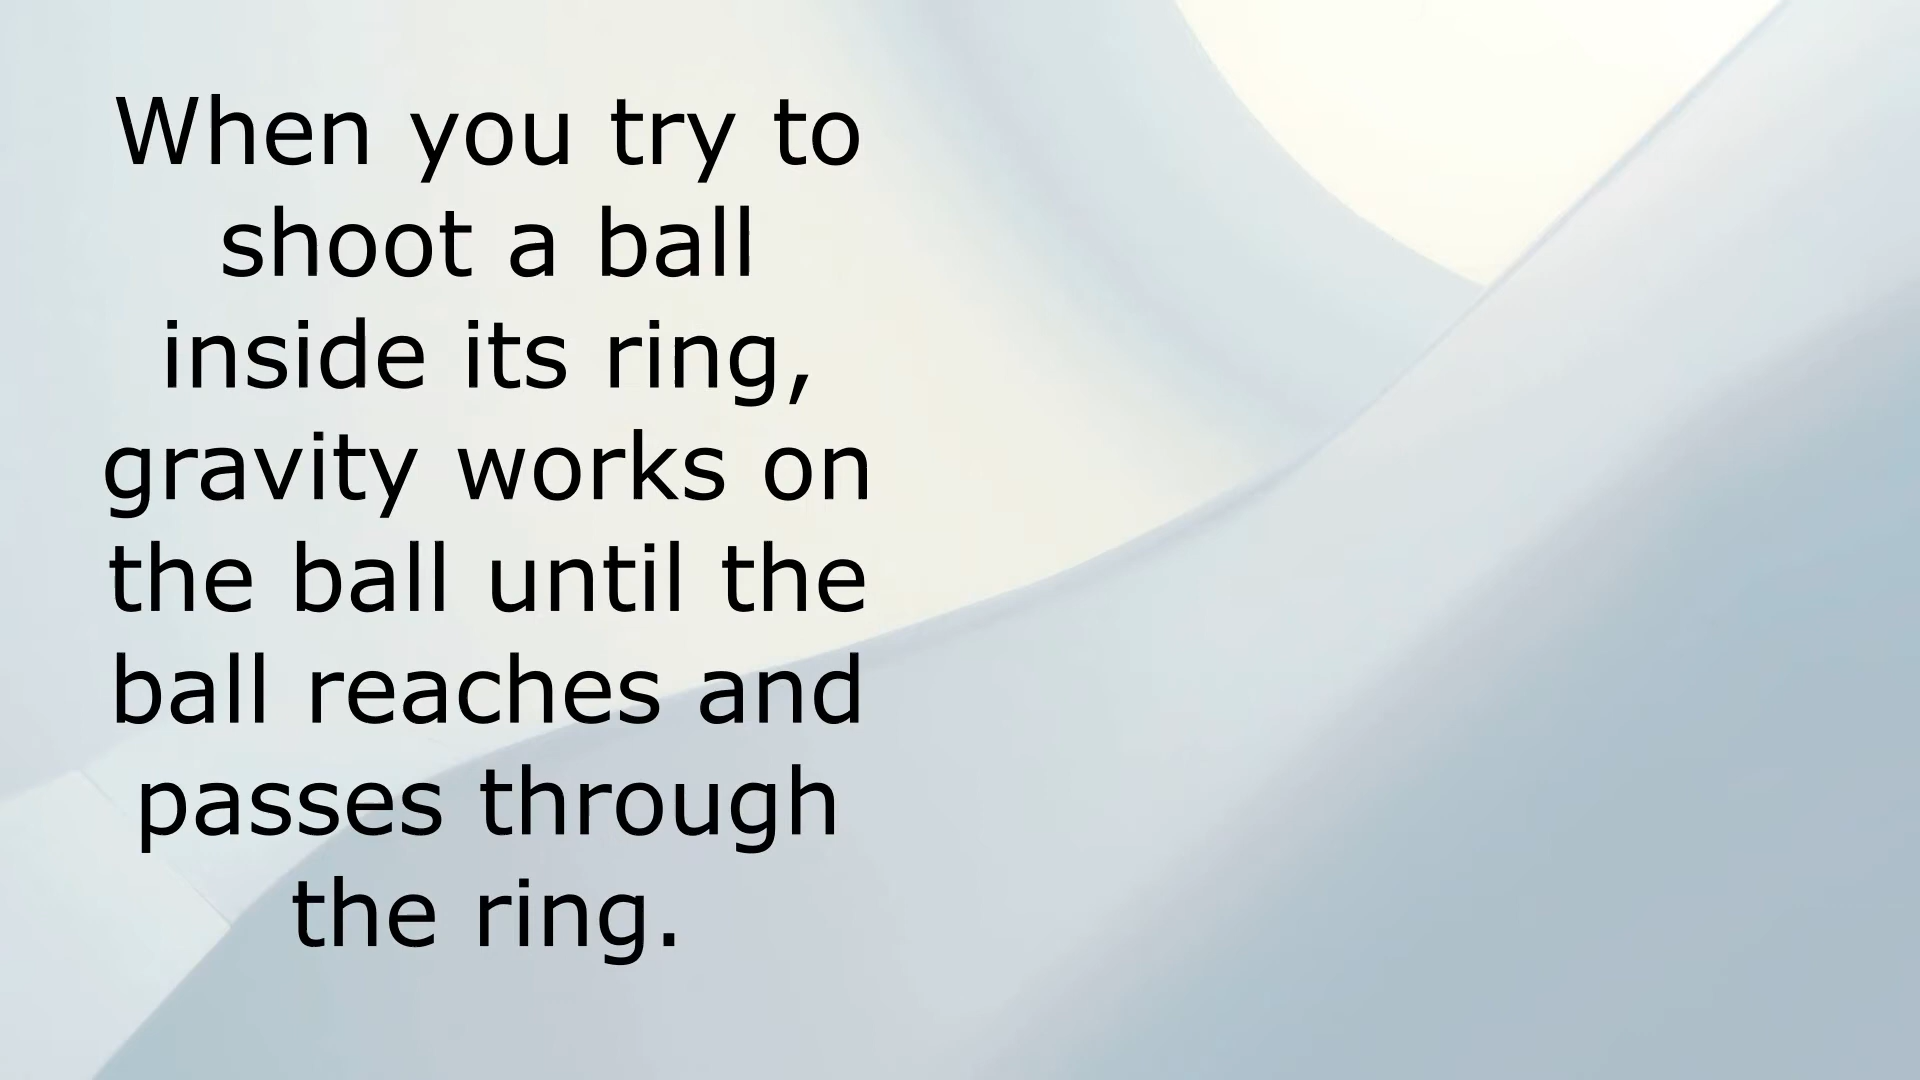 When you try to
shoot a ball
inside its ring,
gravity works on
the ball until the
ball reaches and
passes through
the ring.